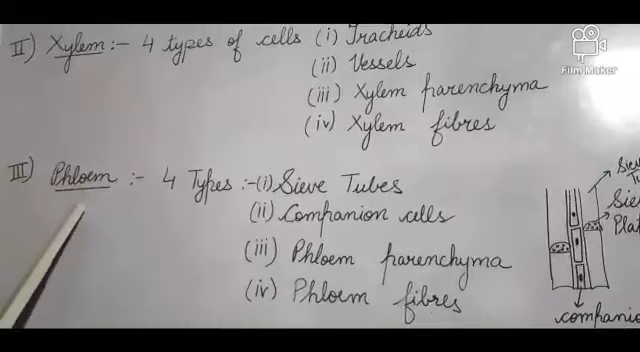 II) Xylem :- 4 types of cells (i) Tracheids
(ii) Vessels
(iii) Xylem parenchyma
(iv) Xylem fibres
III) Phloem :- 4 Types :- (i) Sieve Tubes
(ii) Companion cells
(iii) Phloem parenchyma
(iv) Phloem fibres
Film Maker